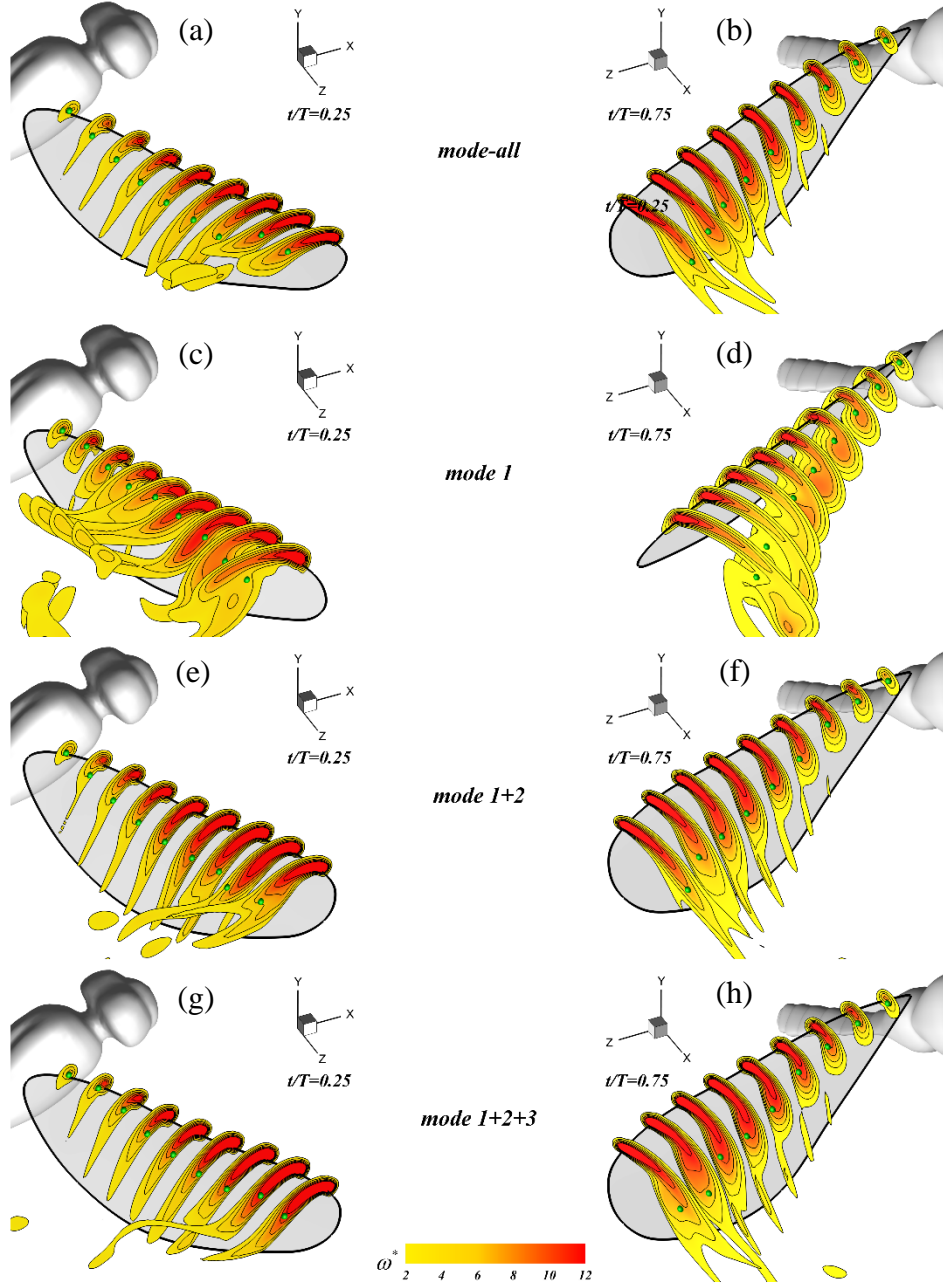 (a)
Y
X
Z
t/T=0.25
(b)
Y
Z
X
t/T=0.75
mode-all
t/T=0.25
(c)
Y
X
Z
t/T=0.25
(d)
Y
Z
X
t/T=0.75
mode 1
(e)
Y
X
Z
t/T=0.25
(f)
Y
Z
X
t/T=0.75
mode 1+2
(g)
Y
X
Z
t/T=0.25
(h)
Y
Z
X
t/T=0.75
mode 1+2+3
ω*
2 4 6 8 10 12